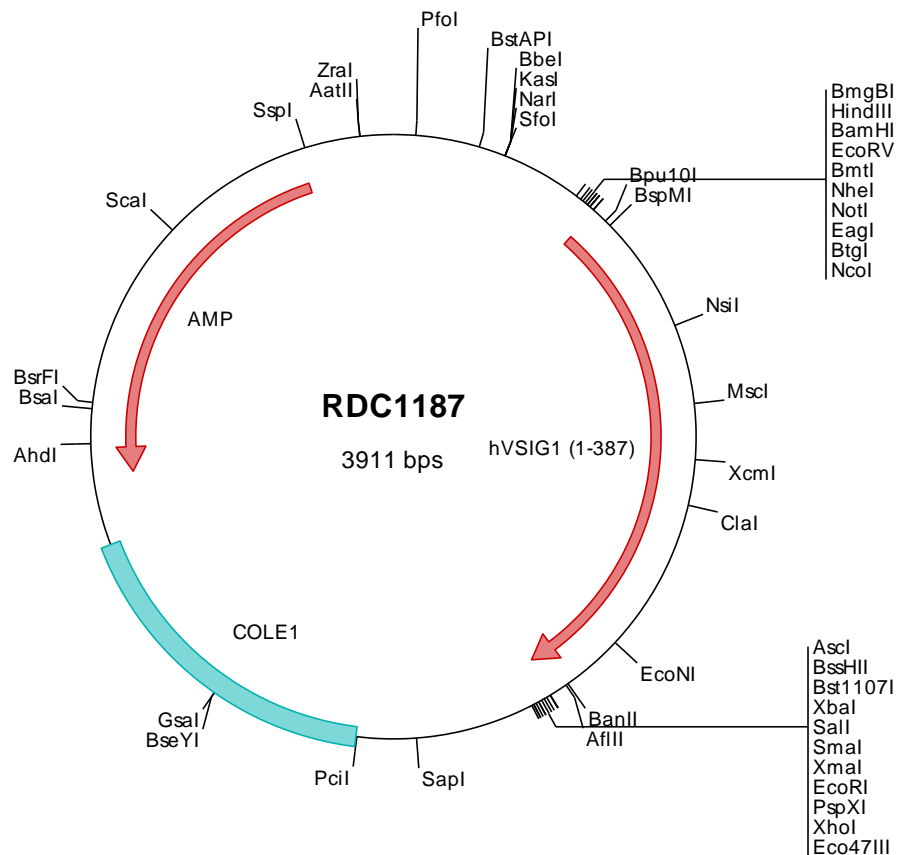 PfoI
BstAPI
BbeI
KasI
NarI
SfoI
ZraI
AatII
SspI
ScaI
BmgBI
HindIII
BamHI
EcoRV
BmtI
NheI
NotI
EagI
BtgI
NcoI
Bpu10I
BspMI
NsiI
AMP
BsrFI
BsaI
AhdI
RDC1187
3911 bps
hVSIG1 (1-387)
MscI
XcmI
ClaI
COLE1
EcoNI
GsaI
BseYI
BanII
AflII
PciI
SapI
AscI
BssHII
Bst1107I
XbaI
SalI
SmaI
XmaI
EcoRI
PspXI
XhoI
Eco47III